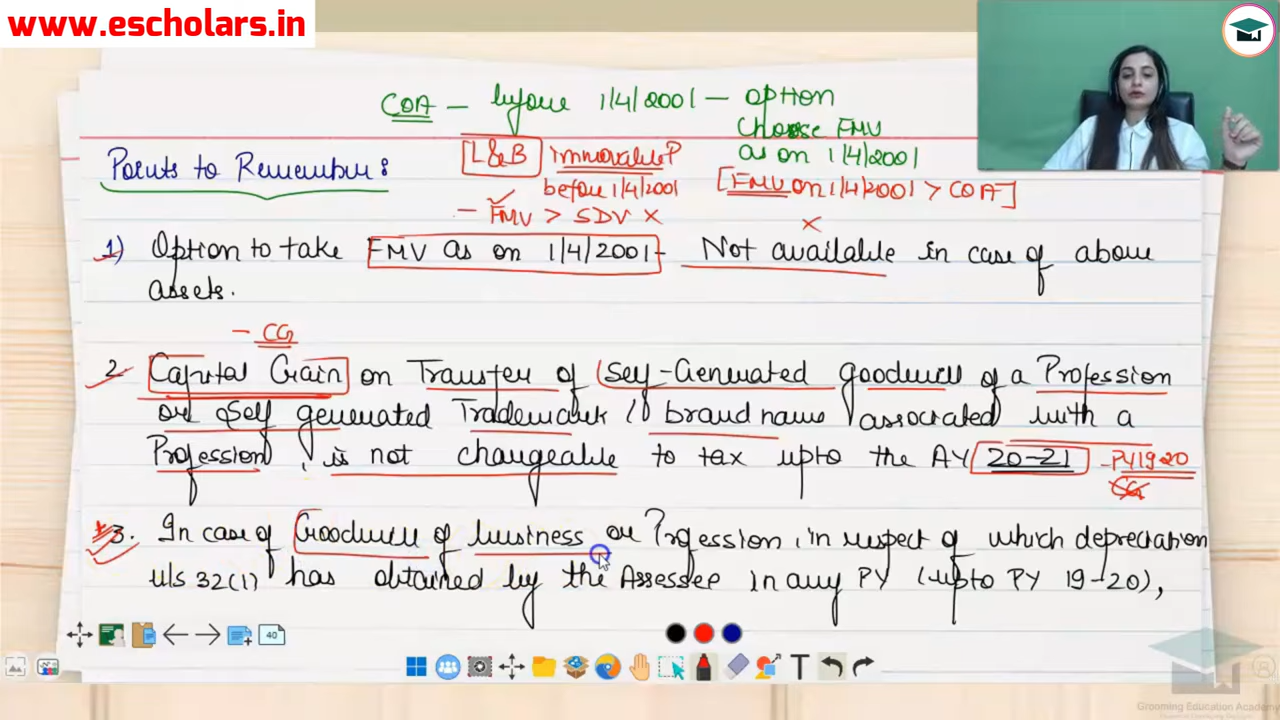 www.escholars.in
COA - before 1/4/2001 - option
choose FMV
as on 1/4/2001
[FMV on 1/4/2001 > COA]
L&B immovable P
before 1/4/2001
- FMV > SDV x
x
Points to Remember:
1) Option to take FMV as on 1/4/2001- Not available in case of above
assets.
- CG
2. Capital Gain on Transfer of Self-Generated goodwill of a Profession
or Self generated Trademark / brand name associated with a
Profession, is not chargeable to tax upto the AY 20-21 - PY19-20
CG
*3. In case of Goodwill of business or Profession, in respect of which depreciation
u/s 32(1) has obtained by the Assessee in any PY (upto PY 19-20),
40
T
Grooming Education Academy